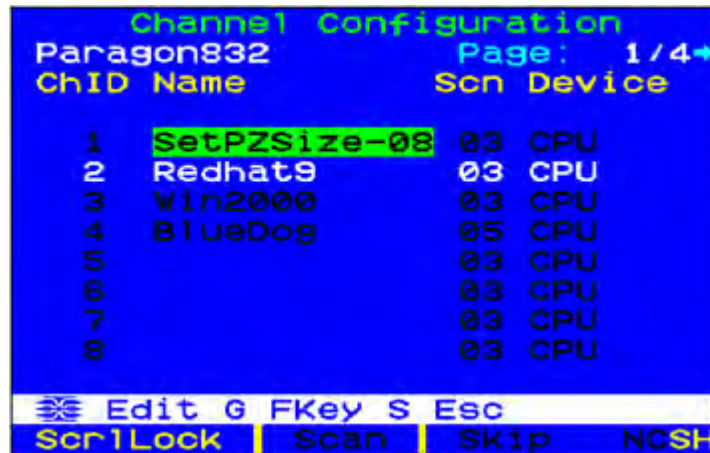 Channel Configuration
Paragon832 Page: 1/4
ChID Name Scn Device
1 SetPZSize-08 03 CPU
2 Redhat9 03 CPU
3 Win2000 03 CPU
4 BlueDog 05 CPU
5 03 CPU
6 03 CPU
7 03 CPU
8 03 CPU
Edit G FKey S Esc
ScrlLock Scan Skip NCSH